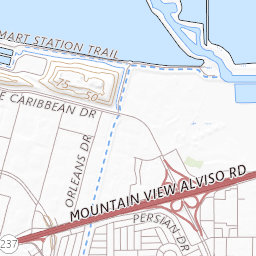 MART STATION TRAIL
75
50
E CARIBBEAN DR
ORLEANS DR
MOUNTAIN VIEW ALVISO RD
PERSIAN DR
237